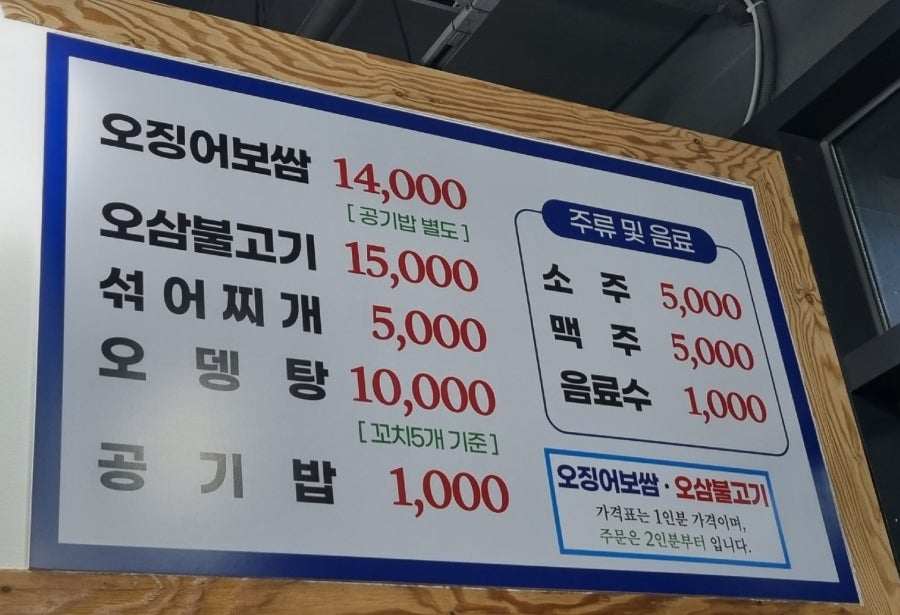 오징어보쌈 14,000
[ 공기밥 별도 ]
오삼불고기 15,000
섞어찌개 5,000
오뎅탕 10,000
[ 꼬치5개 기준 ]
공기밥 1,000
주류 및 음료
소주 5,000
맥주 5,000
음료수 1,000
오징어보쌈 · 오삼불고기
가격표는 1인분 가격이며,
주문은 2인분부터 입니다.